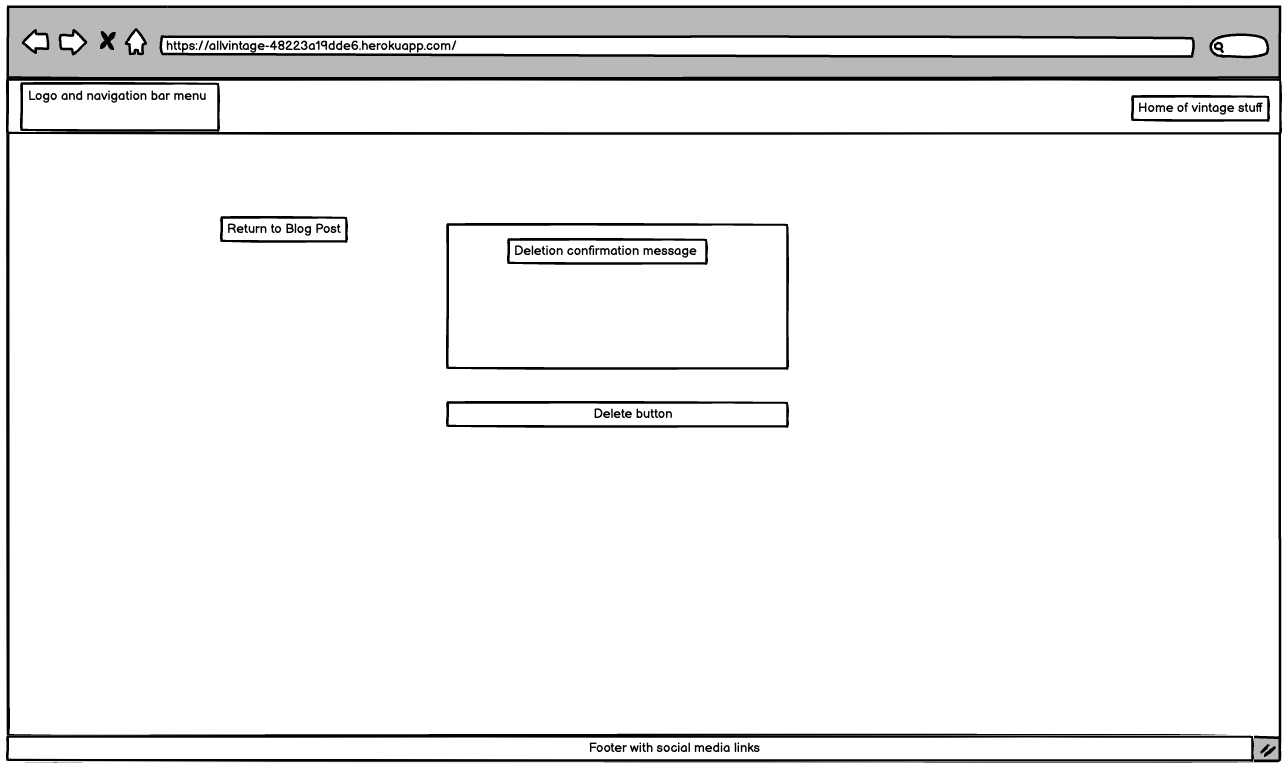 https://allvintage-48223a19dde6.herokuapp.com/
Logo and navigation bar menu
Home of vintage stuff
Return to Blog Post
Deletion confirmation message
Delete button
Footer with social media links